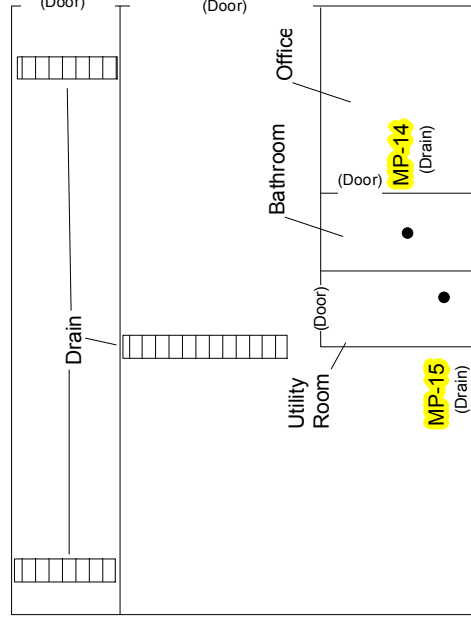 (Door)
(Door)
Office
Bathroom
(Door)
MP-14
(Drain)
Drain
(Door)
Utility
Room
MP-15
(Drain)